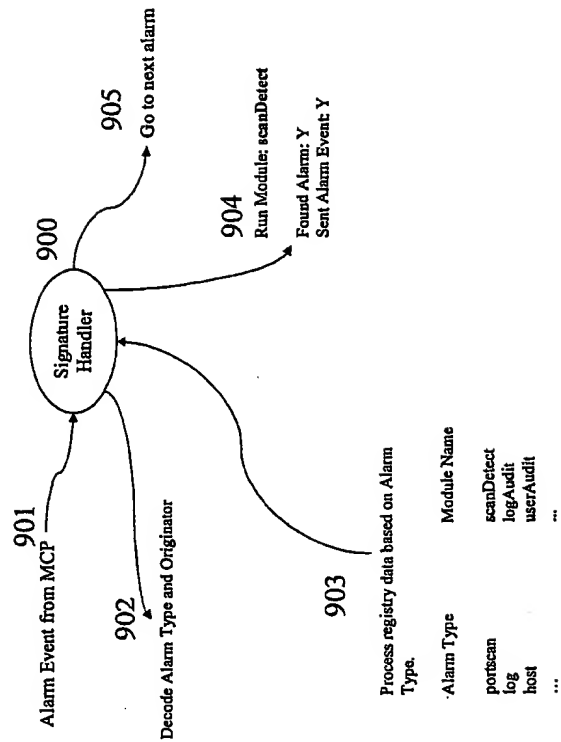 Alarm Event from MCP
901
Signature
Handler
900
905
Go to next alarm
902
Decode Alarm Type and Originator
904
Run Module: scanDetect
Found Alarm: Y
Sent Alarm Event: Y
903
Process registry data based on Alarm
Type.
Alarm Type Module Name
portscan scanDetect
log logAudit
host userAudit
... ...